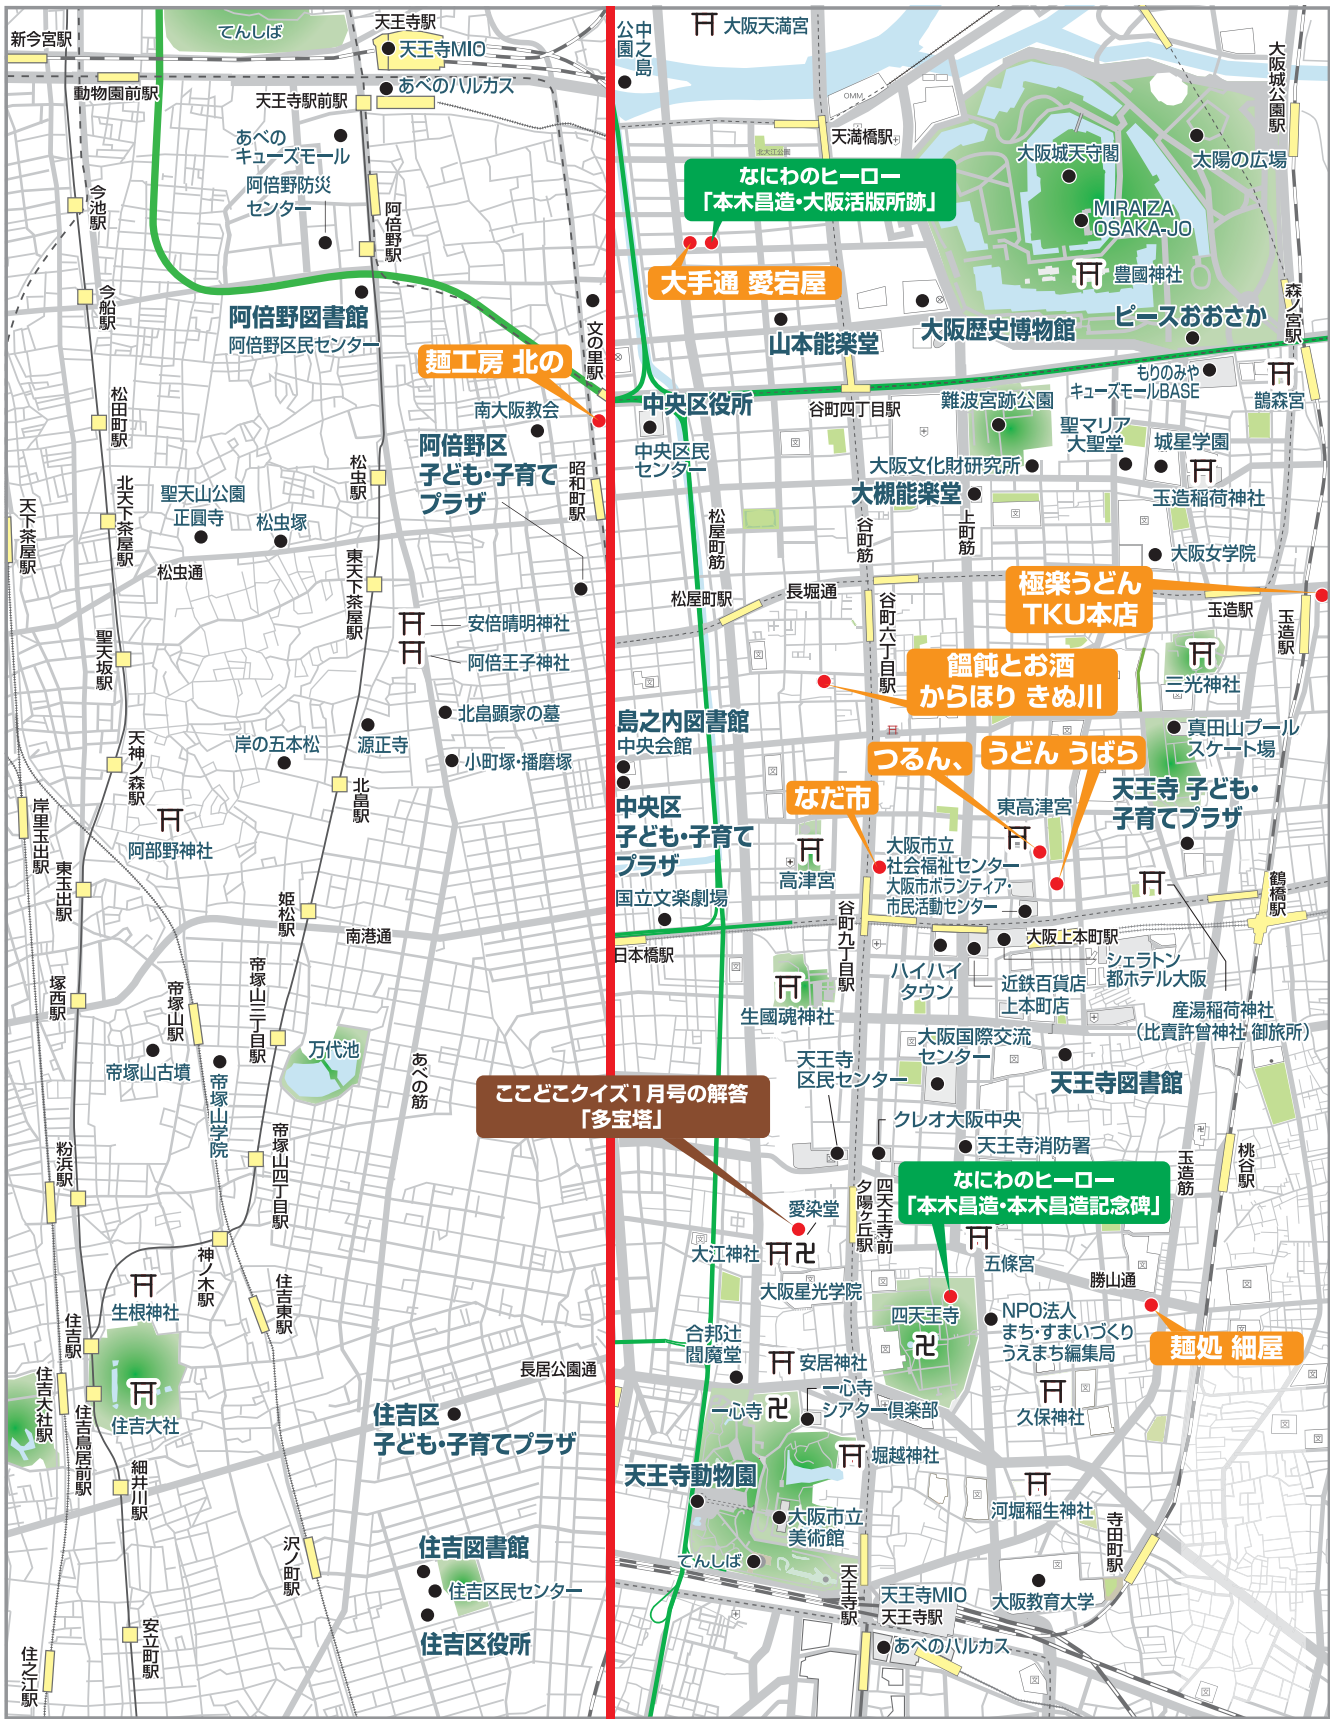 てんしば
天王寺駅
天王寺MIO
新今宮駅
動物園前駅
あべのハルカス
天王寺駅前駅
あべの
キューズモール
阿倍野防災
センター
今池駅
阿倍野駅
今船駅
阿倍野図書館
阿倍野区民センター
文の里駅
麺工房 北の
松田町駅
南大阪教会
阿倍野区
子ども・子育て
プラザ
松虫駅
昭和町駅
北天下茶屋駅
聖天山公園
正圓寺
松虫塚
天下茶屋駅
松虫通
東天下茶屋駅
安倍晴明神社
阿倍王子神社
聖天坂駅
北畠顕家の墓
岸の五本松
源正寺
小町塚・播磨塚
天神ノ森駅
北畠駅
岸里玉出駅
阿部野神社
東玉出駅
姫松駅
南港通
塚西駅
帝塚山駅
帝塚山三丁目駅
万代池
帝塚山古墳
帝塚山学院
あべの筋
粉浜駅
帝塚山四丁目駅
神ノ木駅
生根神社
住吉東駅
住吉駅
住吉大社駅
住吉大社
住吉鳥居前駅
長居公園通
住吉区
子ども・子育てプラザ
細井川駅
沢ノ町駅
住吉図書館
住吉区民センター
住吉区役所
安立町駅
住之江駅
中之島
公園
大阪天満宮
OMM
天満橋駅
北大江公園
大阪城公園駅
大阪城天守閣
太陽の広場
なにわのヒーロー
「本木昌造・大阪活版所跡」
MIRAIZA
OSAKA-JO
大手通 愛宕屋
豊國神社
森ノ宮駅
山本能楽堂
大阪歴史博物館
ピースおおさか
もりのみや
キューズモールBASE
鵲森宮
中央区役所
谷町四丁目駅
難波宮跡公園
聖マリア
大聖堂
城星学園
中央区民
センター
大阪文化財研究所
玉造稲荷神社
大槻能楽堂
松屋町筋
谷町筋
上町筋
大阪女学院
長堀通
松屋町駅
谷町六丁目駅
極楽うどん
TKU本店
玉造駅
玉造駅
饂飩とお酒
からほり きぬ川
三光神社
島之内図書館
中央会館
真田山プール
スケート場
つるん、
うどん うばら
中央区
子ども・子育て
プラザ
なだ市
東高津宮
天王寺 子ども・
子育てプラザ
高津宮
大阪市立
社会福祉センター
大阪市ボランティア・
市民活動センター
国立文楽劇場
鶴橋駅
谷町九丁目駅
日本橋駅
大阪上本町駅
ハイハイ
タウン
近鉄百貨店
上本町店
シェラトン
都ホテル大阪
生國魂神社
産湯稲荷神社
（比賣許曾神社 御旅所）
大阪国際交流
センター
天王寺
区民センター
天王寺図書館
ここどこクイズ1月号の解答
「多宝塔」
クレオ大阪中央
天王寺消防署
玉造筋
桃谷駅
なにわのヒーロー
「本木昌造・本木昌造記念碑」
夕陽ヶ丘駅
四天王寺前
愛染堂
大江神社
大阪星光学院
五條宮
勝山通
四天王寺
NPO法人
まち・すまいづくり
うえまち編集局
麺処 細屋
合邦辻
閻魔堂
安居神社
一心寺
一心寺
シアター倶楽部
久保神社
堀越神社
天王寺動物園
大阪市立
美術館
河堀稲生神社
寺田町駅
てんしば
天王寺駅
天王寺MIO
天王寺駅
大阪教育大学
あべのハルカス